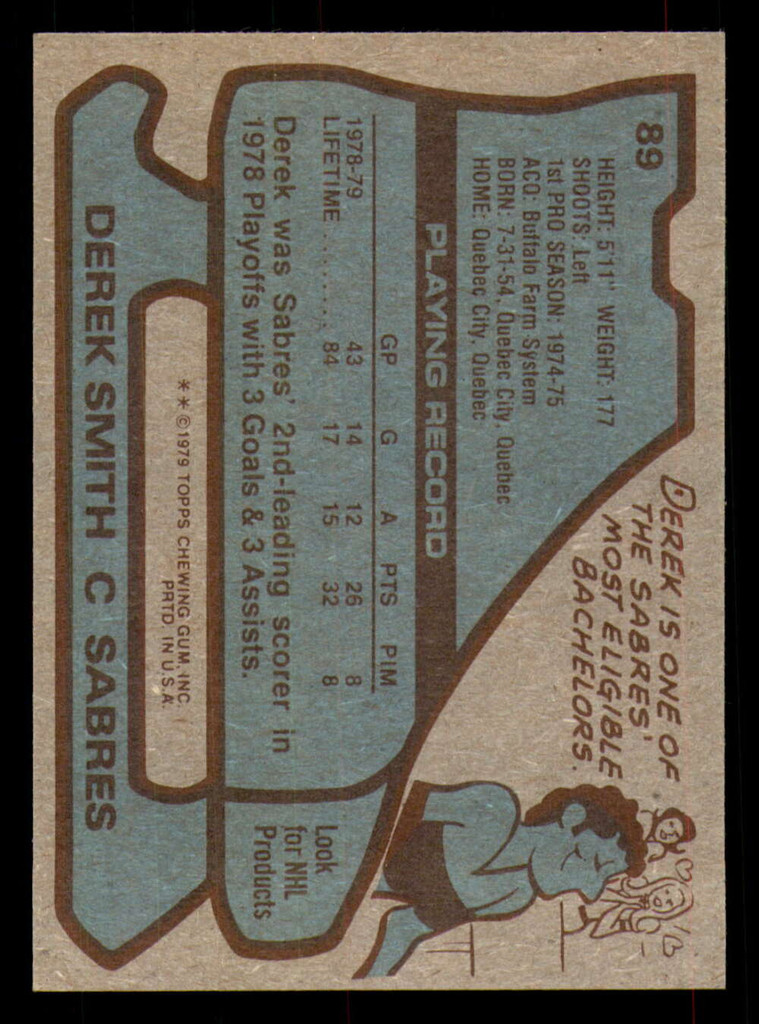 89
HEIGHT: 5'11" WEIGHT: 177
SHOOTS: Left
1st PRO SEASON: 1974-75
ACQ: Buffalo Farm System
BORN: 7-31-54, Quebec City, Quebec
HOME: Quebec City, Quebec
DEREK IS ONE OF
THE SABRES'
MOST ELIGIBLE
BACHELORS.
PLAYING RECORD
GP G A PTS PIM
1978-79 43 14 12 26 8
LIFETIME ......... 84 17 15 32 8
Derek was Sabres' 2nd-leading scorer in
1978 Playoffs with 3 Goals & 3 Assists.
Look
for NHL
Products
**©1979 TOPPS CHEWING GUM, INC.
PRTD. IN U.S.A.
DEREK SMITH C SABRES